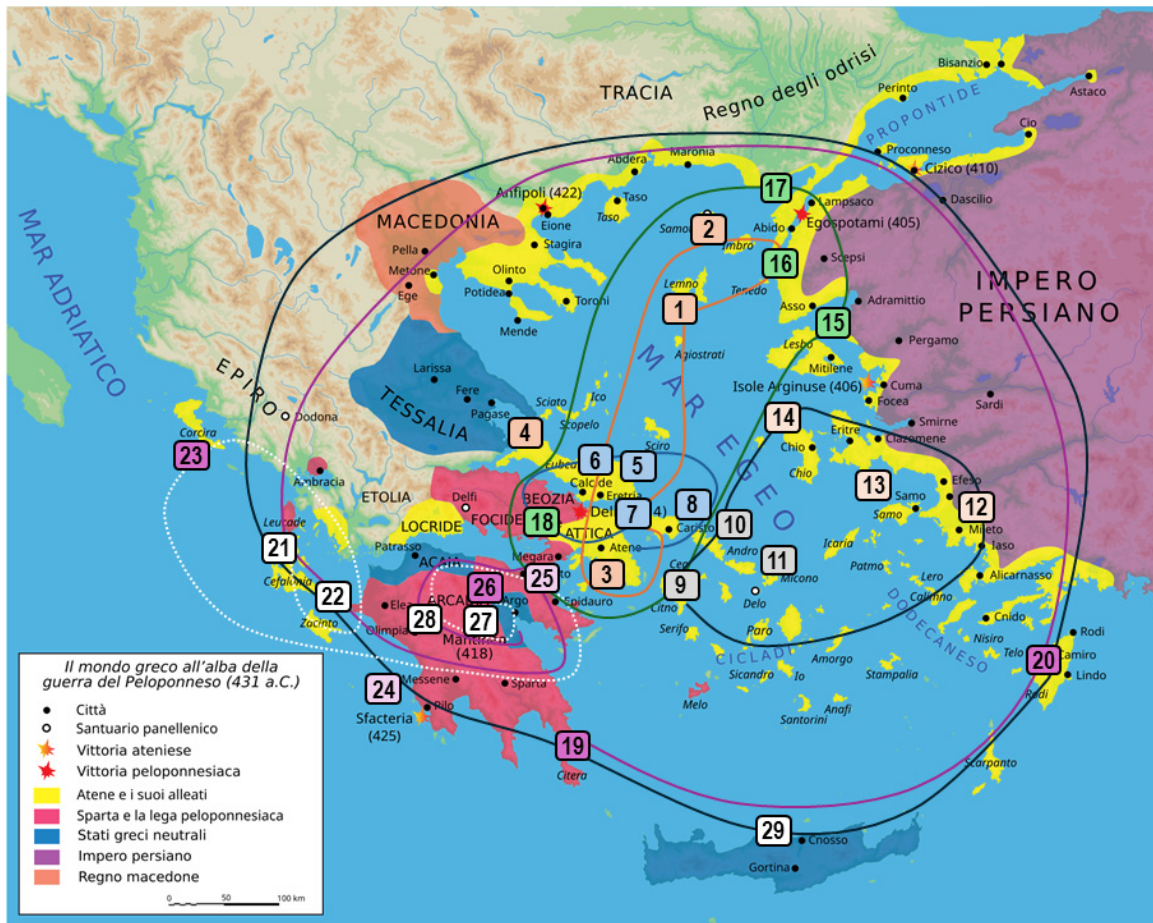 TRACIA
Regno degli odrisi
Bisanzio
Astaco
Perinto
PROPONTIDE
Cio
Proconneso
Cizico (410)
Dascilio
Maronia
Abdera
17
Lampsaco
Egospotami (405)
Abido
Anfipoli (422)
Eione
Taso
Taso
2
Imbro
16
Scepsi
MACEDONIA
Pella
Stagira
Metone
Ege
Olinto
Potidea
Toroni
Mende
Lemno
1
Tenedo
Asso
Adramittio
15
IMPERO
PERSIANO
MAR ADRIATICO
MAR EGEO
Agiostrati
Lesbo
Mitilene
Pergamo
Isole Arginuse (406)
Cuma
Focea
Sardi
Smirne
EPIRO
Dodona
Larissa
Fere
Pagase
TESSALIA
Sciato
Ico
Scopelo
4
Sciro
14
Eritre
Clazomene
Chio
Chio
Corcira
23
Ambracia
6
5
Calcide
Eretria
13
Efeso
12
Samo
Samo
Mileto
Iaso
ETOLIA
Delfi
BEOZIA
FOCIDE
LOCRIDE
18
7
8
Caristo
10
ATTICA
Atene
Leucade
21
Cefalonia
22
Zacinto
Patrasso
ACAIA
Megara
25
26
3
9
Andro
11
Micono
Delo
Icaria
Patmo
Lero
Calimno
Alicarnasso
28
27
Argo
Epidauro
Olimpia
(418)
Citno
Serifo
Paro
CICLADI
Amorgo
DODECANESO
Cnido
Nisiro
Telo
Rodi
Camiro
20
Lindo
Rodi
Sicandro
Io
Stampalia
Melo
Santorini
Anafi
Messene
Sparta
24
Pilo
Sfacteria
(425)
19
Citera
Scarpanto
29
Cnosso
Gortina
Il mondo greco all'alba della
guerra del Peloponneso (431 a.C.)
Città
Santuario panellenico
Vittoria ateniese
Vittoria peloponnesiaca
Atene e i suoi alleati
Sparta e la lega peloponnesiaca
Stati greci neutrali
Impero persiano
Regno macedone
0 50 100 km